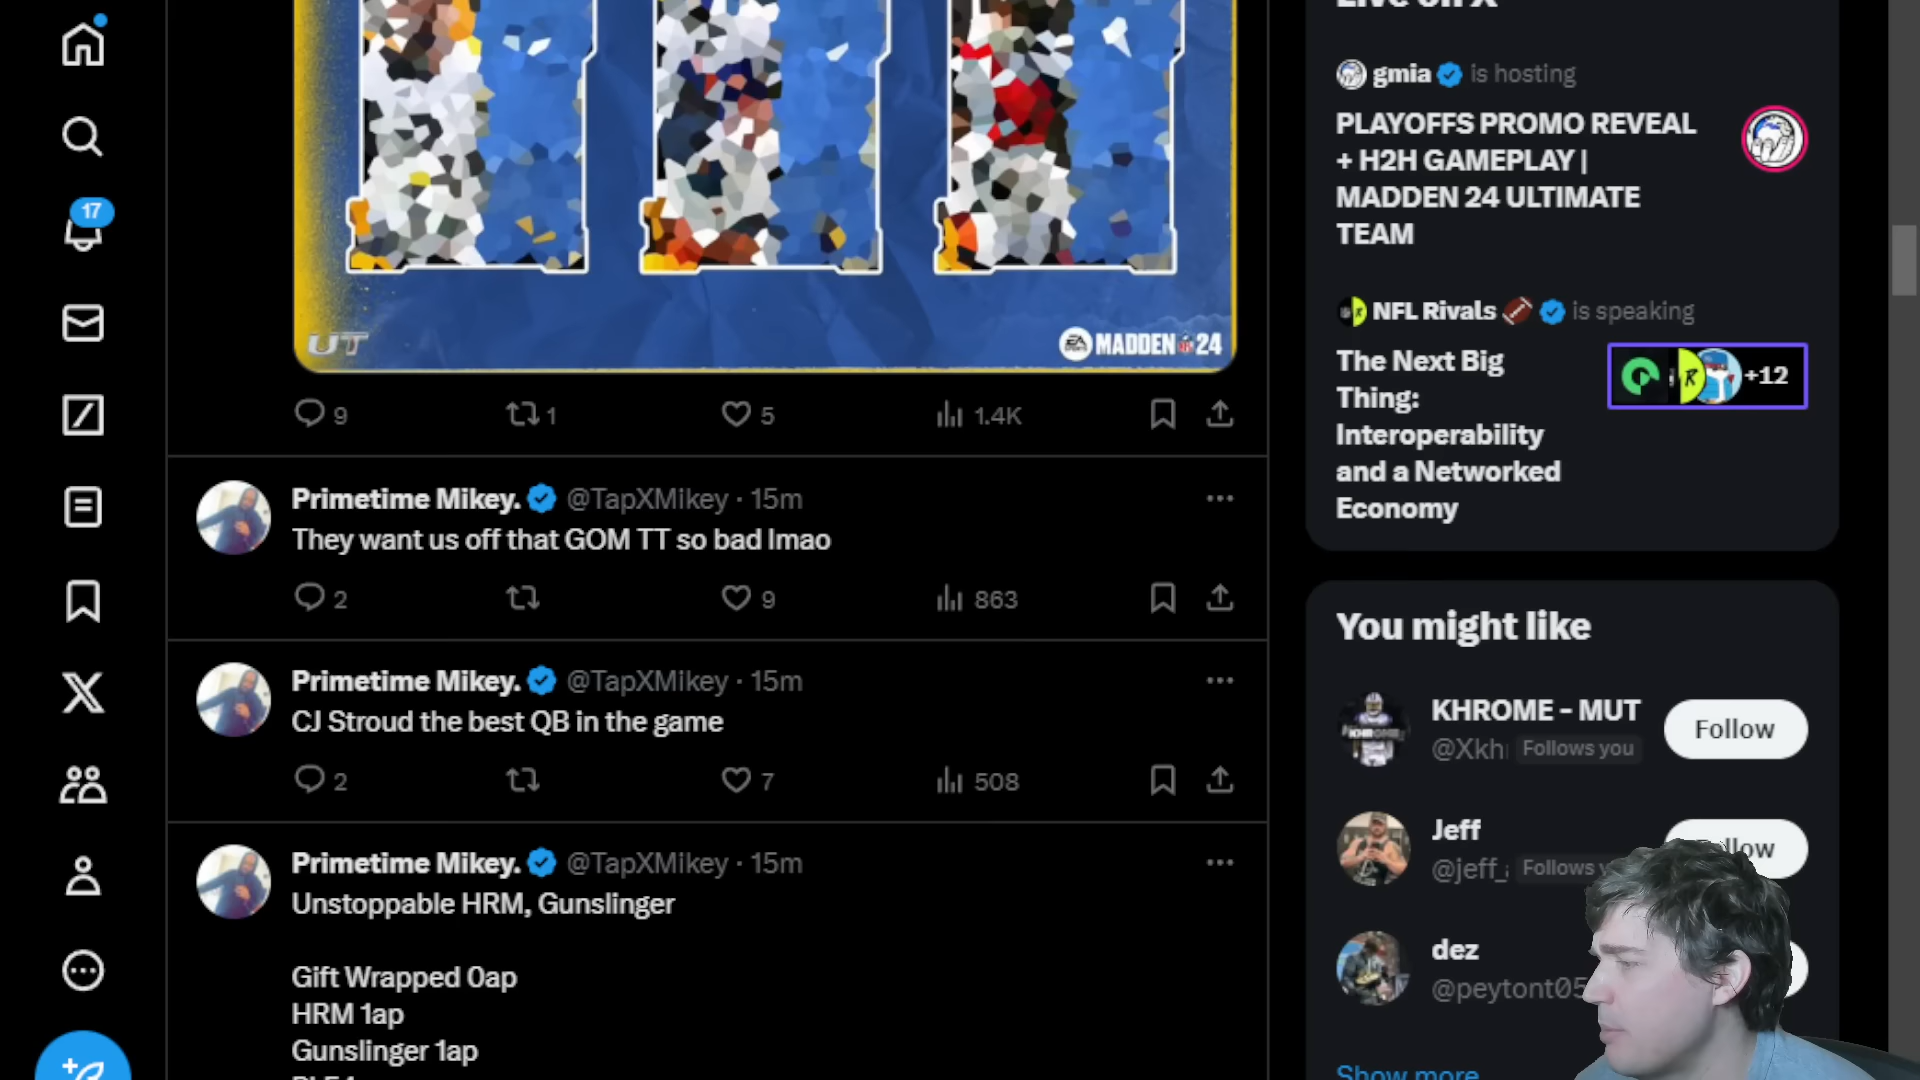 Live on X
gmia is hosting
PLAYOFFS PROMO REVEAL
+ H2H GAMEPLAY |
MADDEN 24 ULTIMATE
TEAM
NFL Rivals is speaking
The Next Big
Thing:
Interoperability
and a Networked
Economy
+12
17
UT
EA SPORTS MADDEN NFL 24
9 1 5 1.4K
Primetime Mikey. @TapXMikey · 15m
They want us off that GOM TT so bad lmao
2 9 863
Primetime Mikey. @TapXMikey · 15m
CJ Stroud the best QB in the game
2 7 508
Primetime Mikey. @TapXMikey · 15m
Unstoppable HRM, Gunslinger
Gift Wrapped 0ap
HRM 1ap
Gunslinger 1ap
You might like
KHROME - MUT
@Xkh Follows you
Follow
Jeff
@jeff_ Follows
dez
@peytont05
Show more